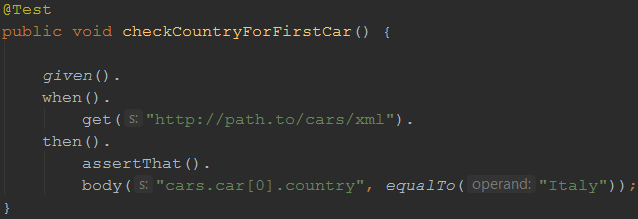 @Test
public void checkCountryForFirstCar() {
given().
when().
get( s: "http://path.to/cars/xml").
then().
assertThat().
body( s: "cars.car[0].country", equalTo( operand: "Italy"));
}